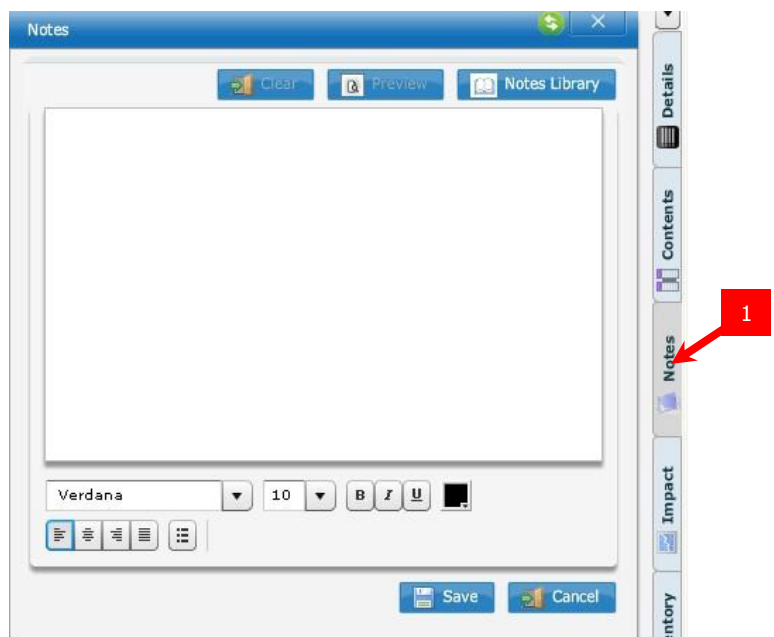 Notes
Clear
Preview
Notes Library
Verdana
10
B
I
U
Save
Cancel
Details
Contents
Notes
Impact
entory
1